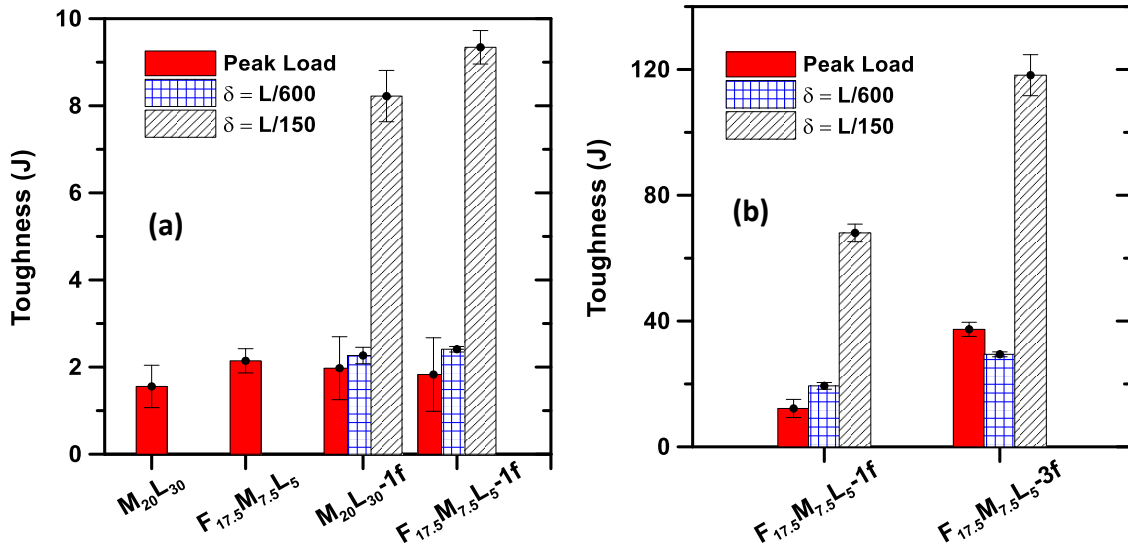 10
8
6
4
2
0
Toughness (J)
Peak Load
δ = L/600
δ = L/150
(a)
M₂₀L₃₀
F₁₇.₅M₇.₅L₅
M₂₀L₃₀-1f
F₁₇.₅M₇.₅L₅-1f
120
80
40
0
Toughness (J)
Peak Load
δ = L/600
δ = L/150
(b)
F₁₇.₅M₇.₅L₅-1f
F₁₇.₅M₇.₅L₅-3f